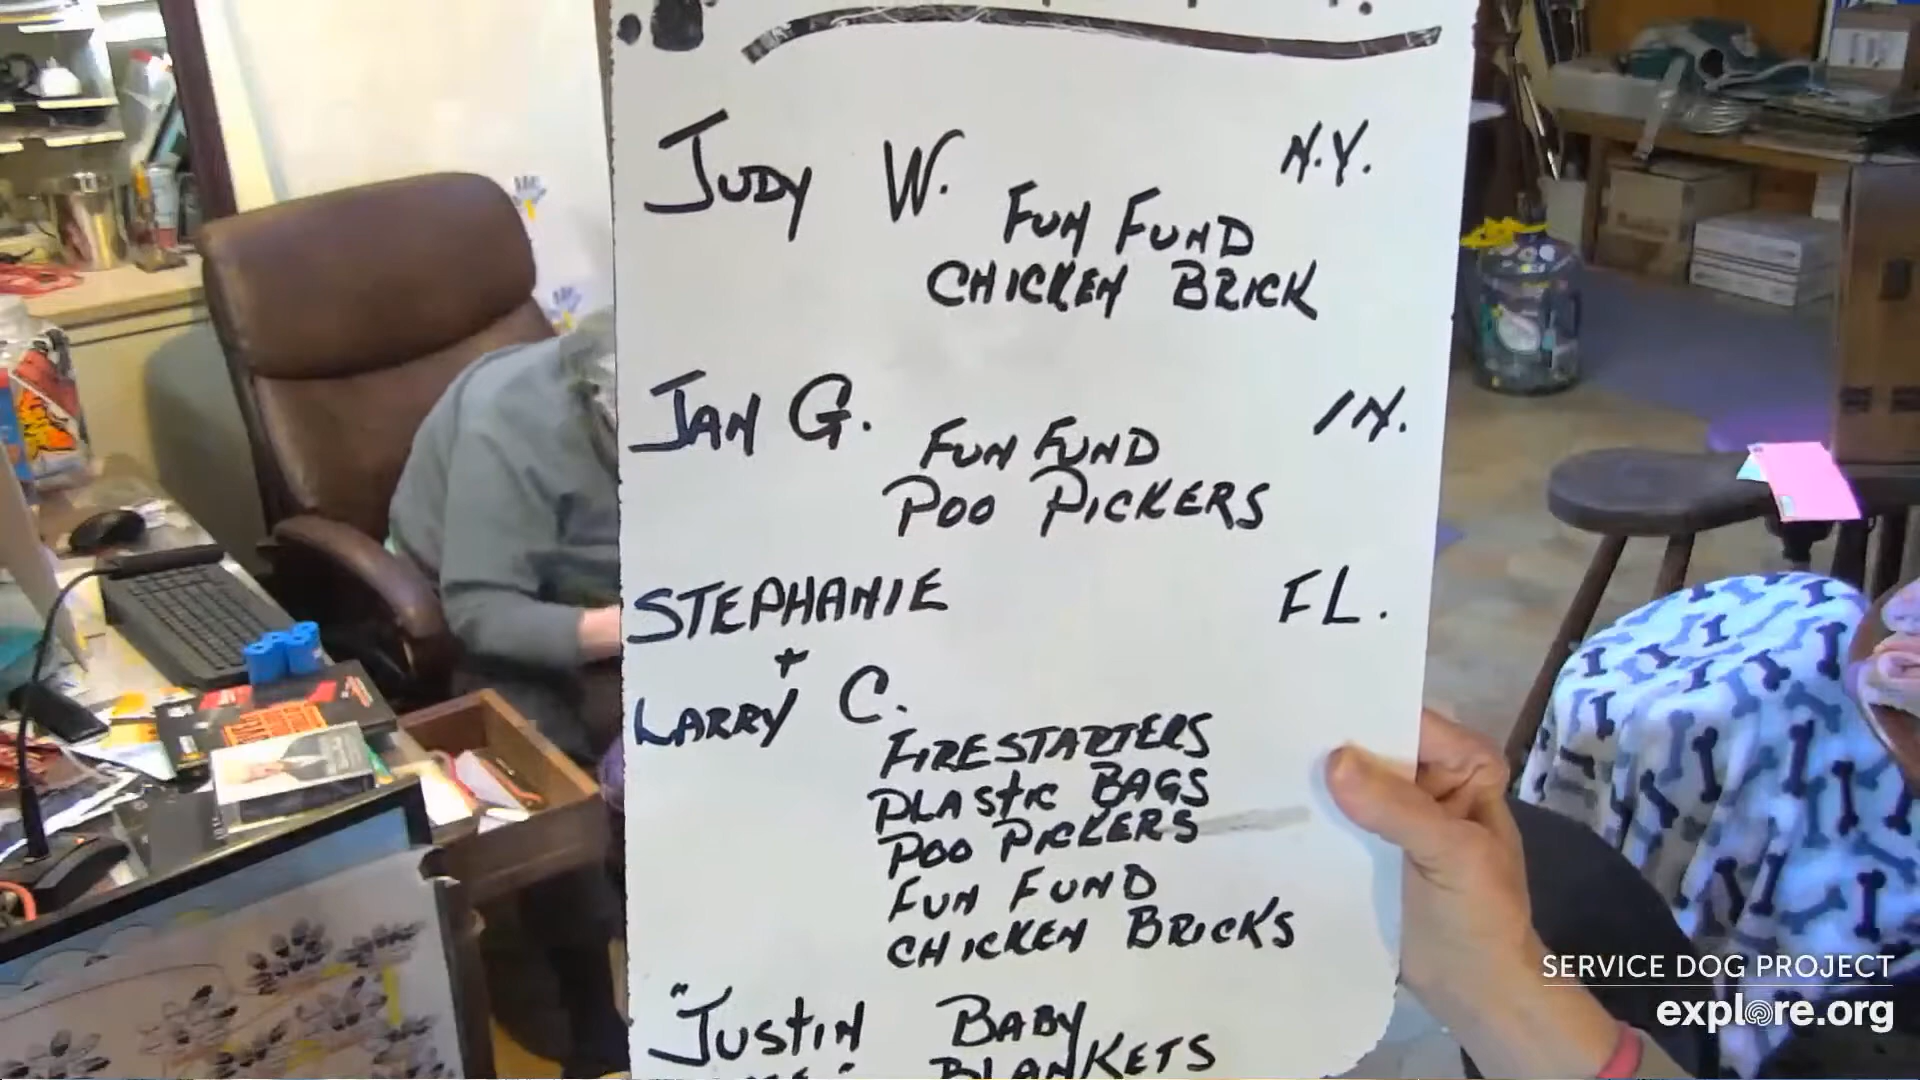 JUDY W. N.Y.
FUN FUND
CHICKEN BRICK
JAN G. IN.
FUN FUND
POO PICKERS
STEPHANIE FL.
+
LARRY C.
FIRESTARTERS
PLASTIC BAGS
POO PICKERS
FUN FUND
CHICKEN BRICKS
"JUSTIN BABY
BLANKETS
SERVICE DOG PROJECT
explore.org